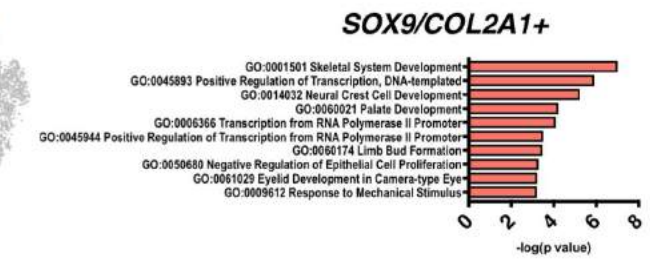 SOX9/COL2A1+
GO:0001501 Skeletal System Development
GO:0045893 Positive Regulation of Transcription, DNA-templated
GO:0014032 Neural Crest Cell Development
GO:0060021 Palate Development
GO:0006366 Transcription from RNA Polymerase II Promoter
GO:0045944 Positive Regulation of Transcription from RNA Polymerase II Promoter
GO:0060174 Limb Bud Formation
GO:0050680 Negative Regulation of Epithelial Cell Proliferation
GO:0061029 Eyelid Development in Camera-type Eye
GO:0009612 Response to Mechanical Stimulus
0 2 4 6 8
-log(p value)